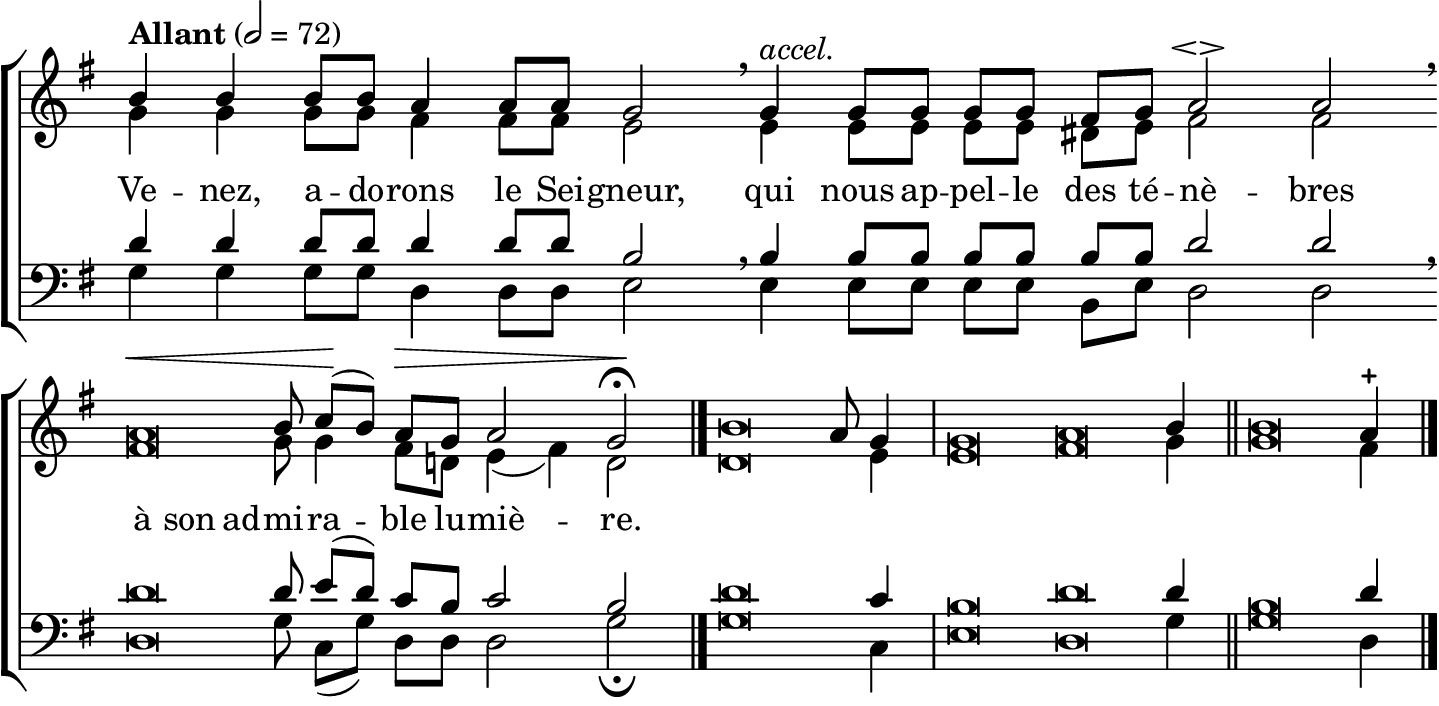 Allant (𝅗𝅥 = 72)
accel.
Ve -- nez, a -- dorons le Seigneur, qui nous ap -- pel -- le des té -- nè -- bres
à son admira -- ble lumiè -- re.